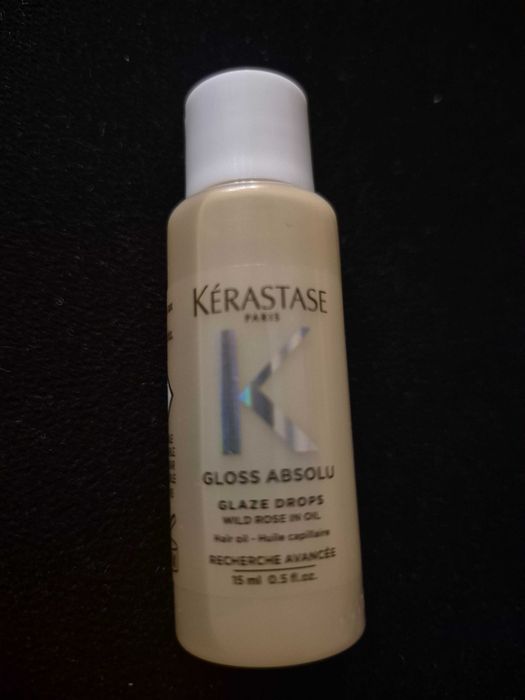 KÉRASTASE
PARIS
K
GLOSS ABSOLU
GLAZE DROPS
WILD ROSE IN OIL
Hair oil - Huile capillaire
RECHERCHE AVANCÉE
15 ml 0.5 fl.oz.